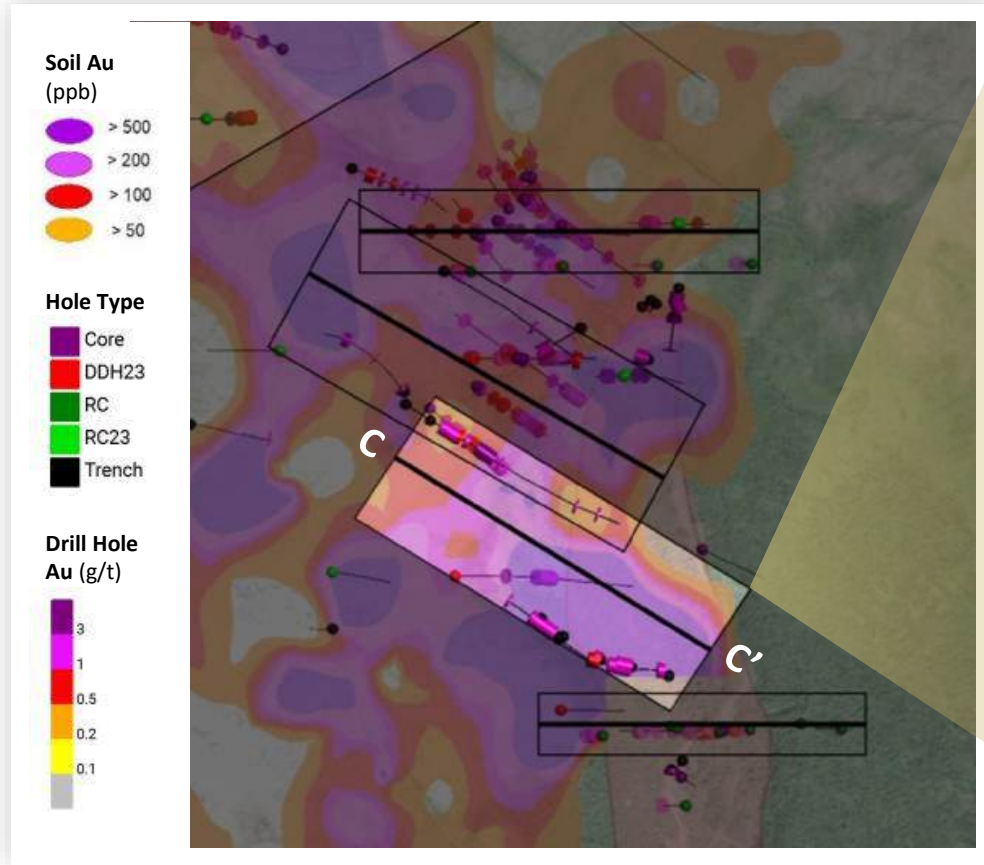 Soil Au
(ppb)
> 500
> 200
> 100
> 50
Hole Type
Core
DDH23
RC
RC23
Trench
Drill Hole
Au (g/t)
3
1
0.5
0.2
0.1
C
C’